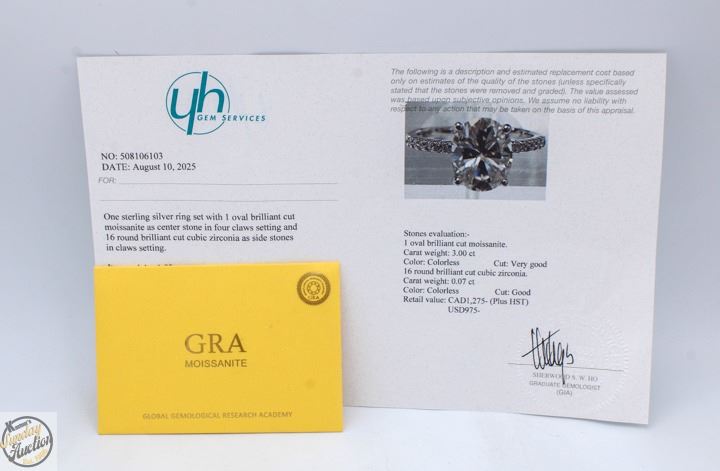 yh
GEM SERVICES
NO: 508106103
DATE: August 10, 2025
FOR:
One sterling silver ring set with 1 oval brilliant cut
moissanite as center stone in four claws setting and
16 round brilliant cut cubic zirconia as side stones
in claws setting.
The following is a description and estimated replacement cost based
only on estimates of the quality of the stones (unless specifically
stated that the stones were removed and graded). The value assessed
was based upon subjective opinions. We assume no liability with
respect to any action that may be taken on the basis of this appraisal.
Stones evaluation:-
1 oval brilliant cut moissanite.
Carat weight: 3.00 ct
Color: Colorless Cut: Very good
16 round brilliant cut cubic zirconia.
Carat weight: 0.07 ct
Color: Colorless Cut: Good
Retail value: CAD1,275- (Plus HST)
USD975-
SHERWOOD S. W. HO
GRADUATE GEMOLOGIST
(GIA)
GRA
GRA
MOISSANITE
GLOBAL GEMOLOGICAL RESEARCH ACADEMY
Sunday
Auction